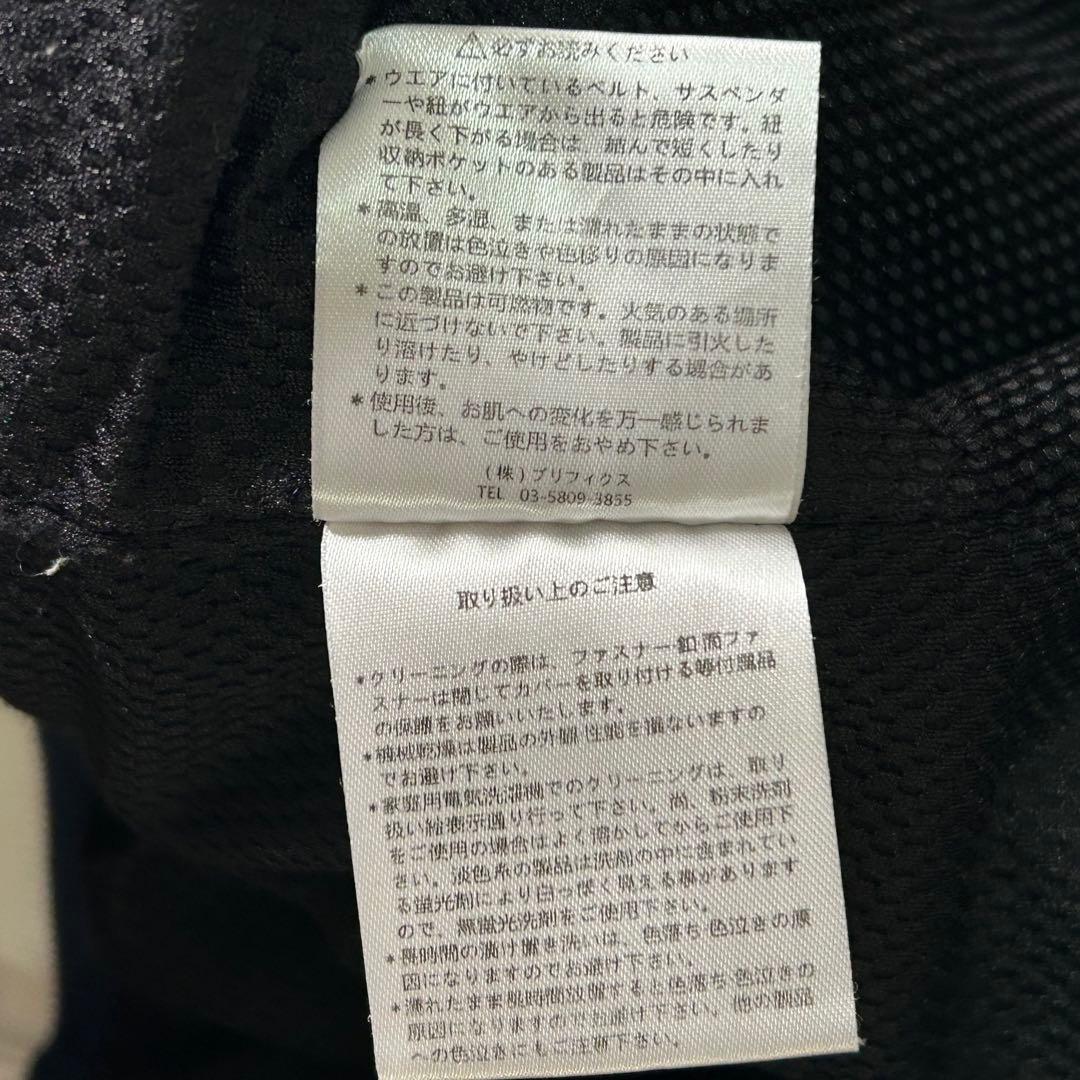 ⚠必ずお読みください
*ウエアに付いているベルト、サスペンダ
ーや紐がウエアから出ると危険です。紐
が長く下がる場合は、結んで短くしたり
収納ポケットのある製品はその中に入れ
て下さい。
*高温、多湿、または濡れたままの状態で
の放置は色泣きや色移りの原因になりま
すのでお避け下さい。
*この製品は可燃物です。火気のある場所
に近づけないで下さい。製品に引火した
り溶けたり、やけどしたりする場合があ
ります。
*使用後、お肌への変化を万一感じられま
した方は、ご使用をおやめ下さい。
(株)プリフィクス
TEL 03-5809-3855
取り扱い上のご注意
*クリーニングの際は、ファスナー・釦・面ファ
スナーは閉じてカバーを取り付ける等付属品
の保護をお願いいたします。
*機械乾燥は製品の外観・性能を損ないますの
でお避け下さい。
*家庭用電気洗濯機でのクリーニングは、取り
扱い絵表示通り行って下さい。尚、粉末洗剤
をご使用の場合はよく溶かしてからご使用下
さい。淡色系の製品は洗剤の中に含まれてい
る蛍光剤により白っぽく見える事があります
ので、無蛍光洗剤をご使用下さい。
*長時間の漬け置き洗いは、色落ち・色泣きの原
因になりますのでお避け下さい。
*濡れたまま長時間放置すると色落ち・色泣きの
原因になりますのでお避け下さい。他の製品
への色泣きにもご注意下さい。